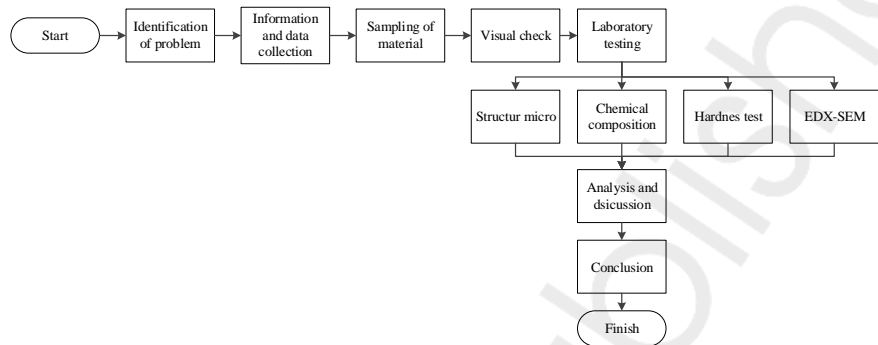 Start
Identification
of problem
Information
and data
collection
Sampling of
material
Visual check
Laboratory
testing
Structur micro
Chemical
composition
Hardnes test
EDX-SEM
Analysis and
dsicussion
Conclusion
Finish